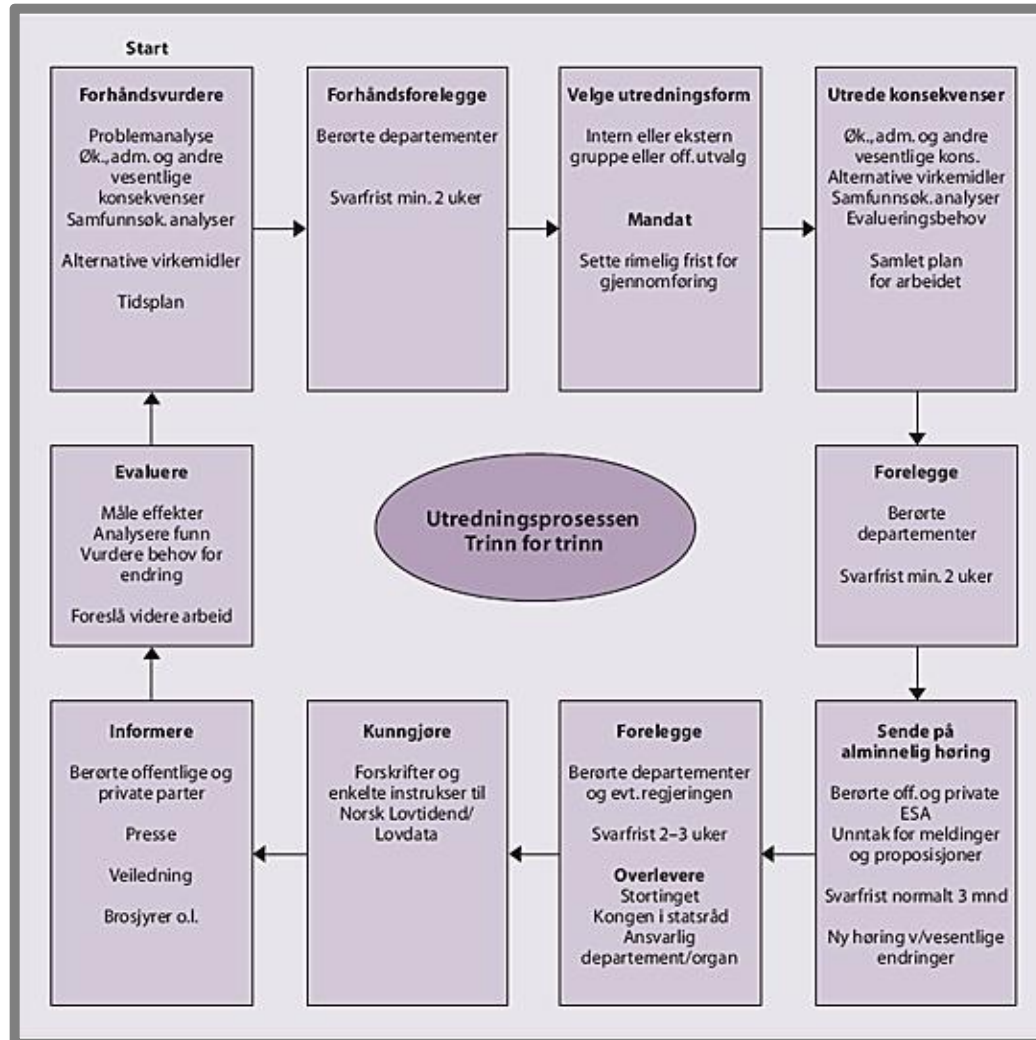 Start
Forhåndsvurdere
Problemanalyse
Øk., adm. og andre
vesentlige
konsekvenser
Samfunnsøk. analyser
Alternative virkemidler
Tidsplan
Forhåndsforelegge
Berørte departementer
Svarfrist min. 2 uker
Velge utredningsform
Intern eller ekstern
gruppe eller off. utvalg
Mandat
Sette rimelig frist for
gjennomføring
Utrede konsekvenser
Øk., adm. og andre
vesentlige kons.
Alternative virkemidler
Samfunnsøk. analyser
Evalueringsbehov
Samlet plan
for arbeidet
Forelegge
Berørte
departementer
Svarfrist min. 2 uker
Sende på
alminnelig høring
Berørte off. og private
ESA
Unntak for meldinger
og proposisjoner
Svarfrist normalt 3 mnd
Ny høring v/vesentlige
endringer
Forelegge
Berørte departementer
og evt. regjeringen
Svarfrist 2–3 uker
Overlevere
Stortinget
Kongen i statsråd
Ansvarlig
departement/organ
Kunngjøre
Forskrifter og
enkelte instrukser til
Norsk Lovtidend/
Lovdata
Informere
Berørte offentlige og
private parter
Presse
Veiledning
Brosjyrer o.l.
Evaluere
Måle effekter
Analysere funn
Vurdere behov for
endring
Foreslå videre arbeid
Utredningsprosessen
Trinn for trinn